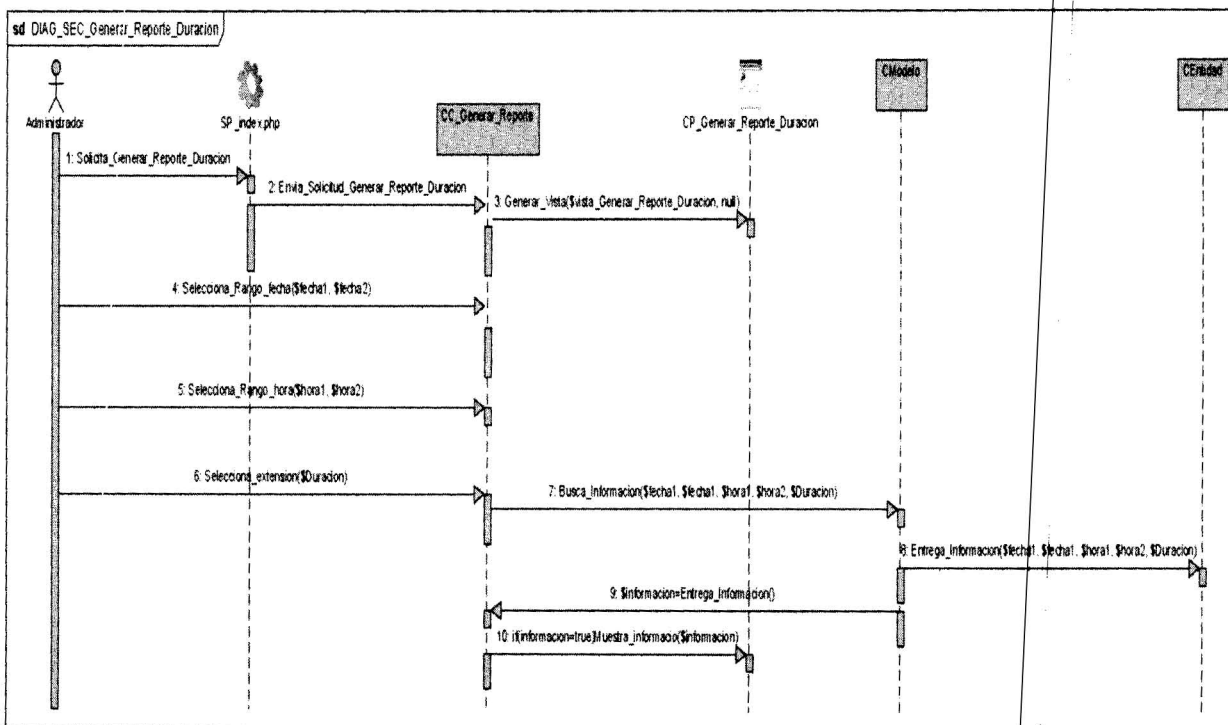 sd DIAG_SEC_Generar_Reporte_Duracion
Administrador
SP_index.php
CC_Generar_Reporte
CP_Generar_Reporte_Duracion
CModelo
CEntidad
1: Solicita_Generar_Reporte_Duracion
2: Envia_Solicitud_Generar_Reporte_Duracion
3: Generar_Vista($vista_Generar_Reporte_Duracion, null)
4: Selecciona_Rango_fecha($fecha1, $fecha2)
5: Selecciona_Rango_hora($hora1, $hora2)
6: Selecciona_extension($Duracion)
7: Busca_Informacion($fecha1, $fecha1, $hora1, $hora2, $Duracion)
8: Entrega_Informacion($fecha1, $fecha1, $hora1, $hora2, $Duracion)
9: $informacion=Entrega_Informacion()
10: if(informacion=true)Muestra_informacio($informacion)